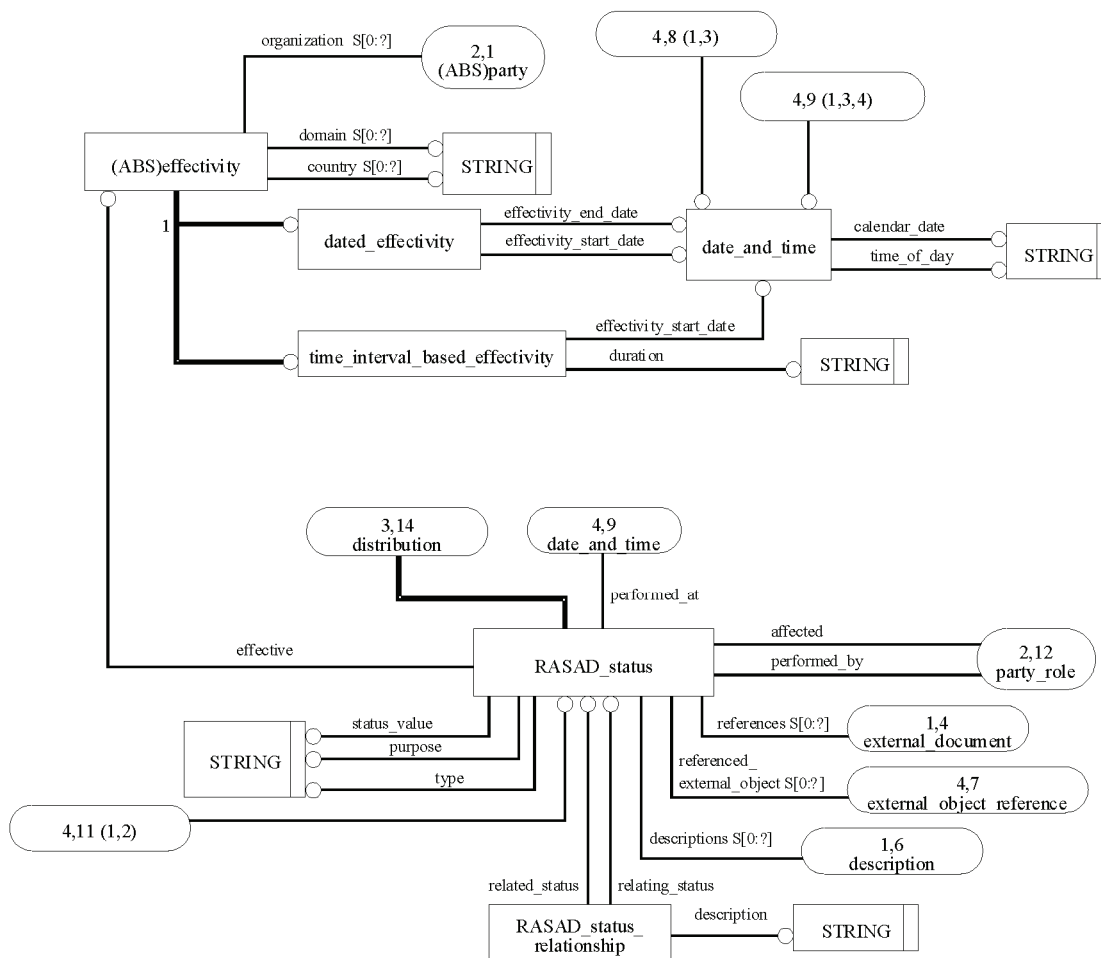 organization S[0:?]
2,1
(ABS)party
4,8 (1,3)
4,9 (1,3,4)
domain S[0:?]
(ABS)effectivity
STRING
country S[0:?]
1
effectivity_end_date
calendar_date
dated_effectivity
effectivity_start_date
date_and_time
STRING
time_of_day
effectivity_start_date
time_interval_based_effectivity
duration
STRING
3,14
distribution
4,9
date_and_time
performed_at
affected
effective
RASAD_status
performed_by
2,12
party_role
status_value
references S[0:?]
1,4
external_document
purpose
STRING
type
referenced_
external_object S[0:?]
4,7
external_object_reference
4,11 (1,2)
descriptions S[0:?]
1,6
description
related_status
relating_status
description
RASAD_status_
relationship
STRING